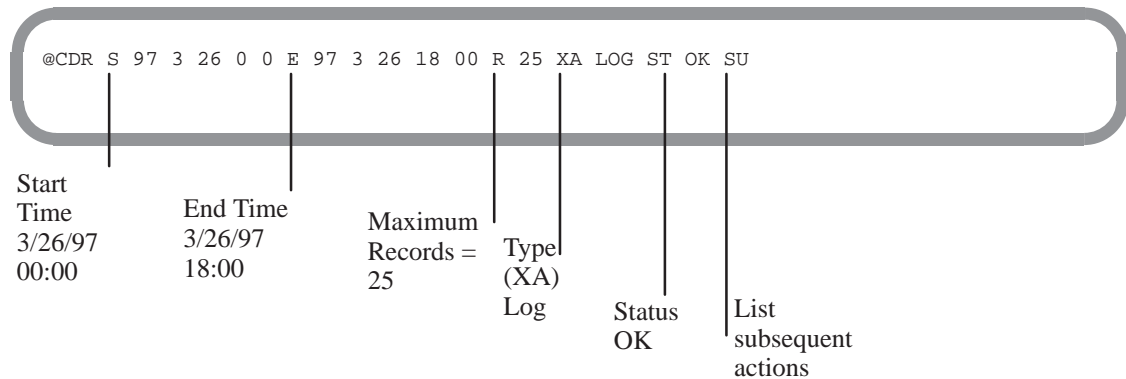 @CDR S 97 3 26 0 0 E 97 3 26 18 00 R 25 XA LOG ST OK SU
Start
Time
3/26/97
00:00
End Time
3/26/97
18:00
Maximum
Records =
25
Type
(XA)
Log
Status
OK
List
subsequent
actions